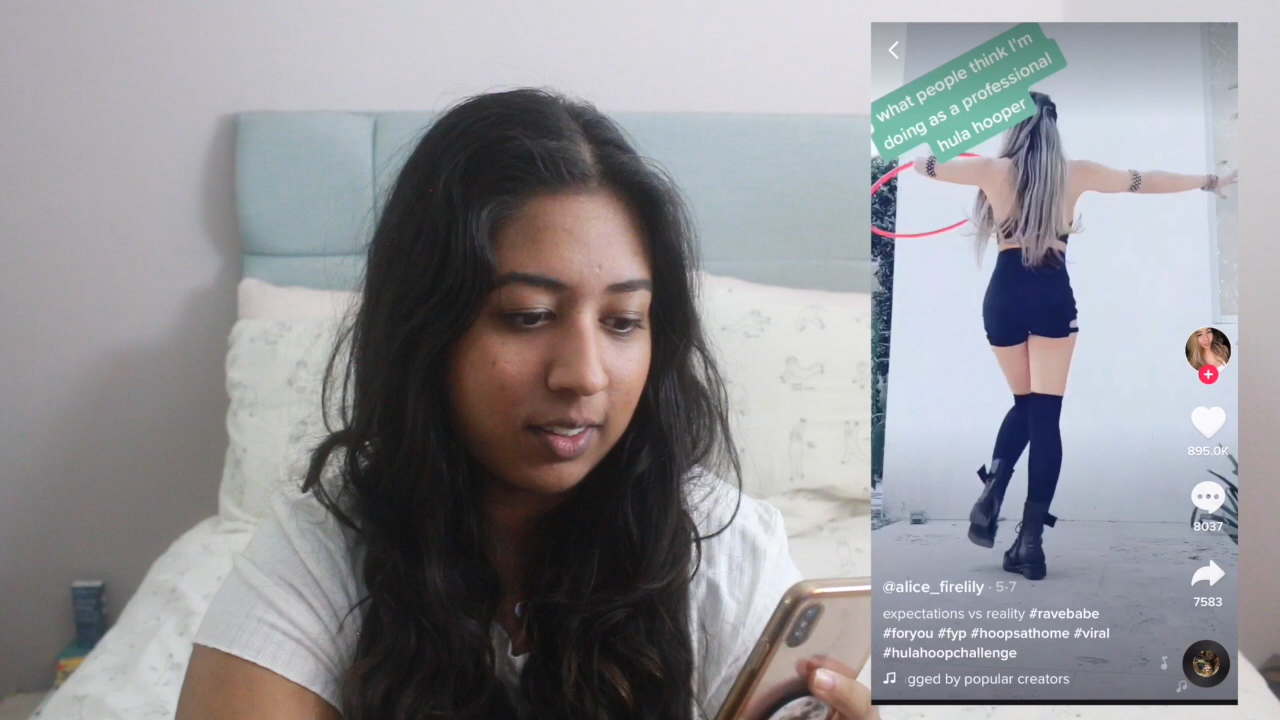 what people think I'm
doing as a professional
hula hooper
895.0K
8037
7583
@alice_firelily · 5-7
expectations vs reality #ravebabe
#foryou #fyp #hoopsathome #viral
#hulahoopchallenge
gged by popular creators